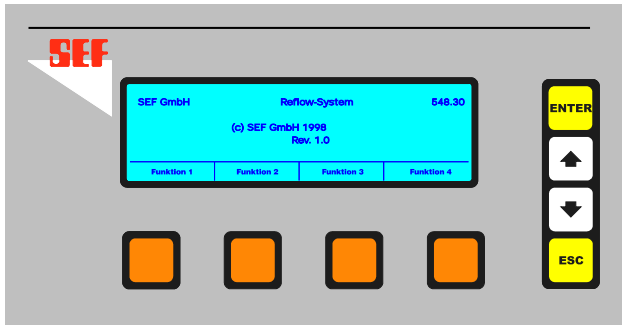 SEF
SEF GmbH Reflow-System 548.30
(c) SEF GmbH 1998
Rev. 1.0
Funktion 1 Funktion 2 Funktion 3 Funktion 4
ENTER
ESC